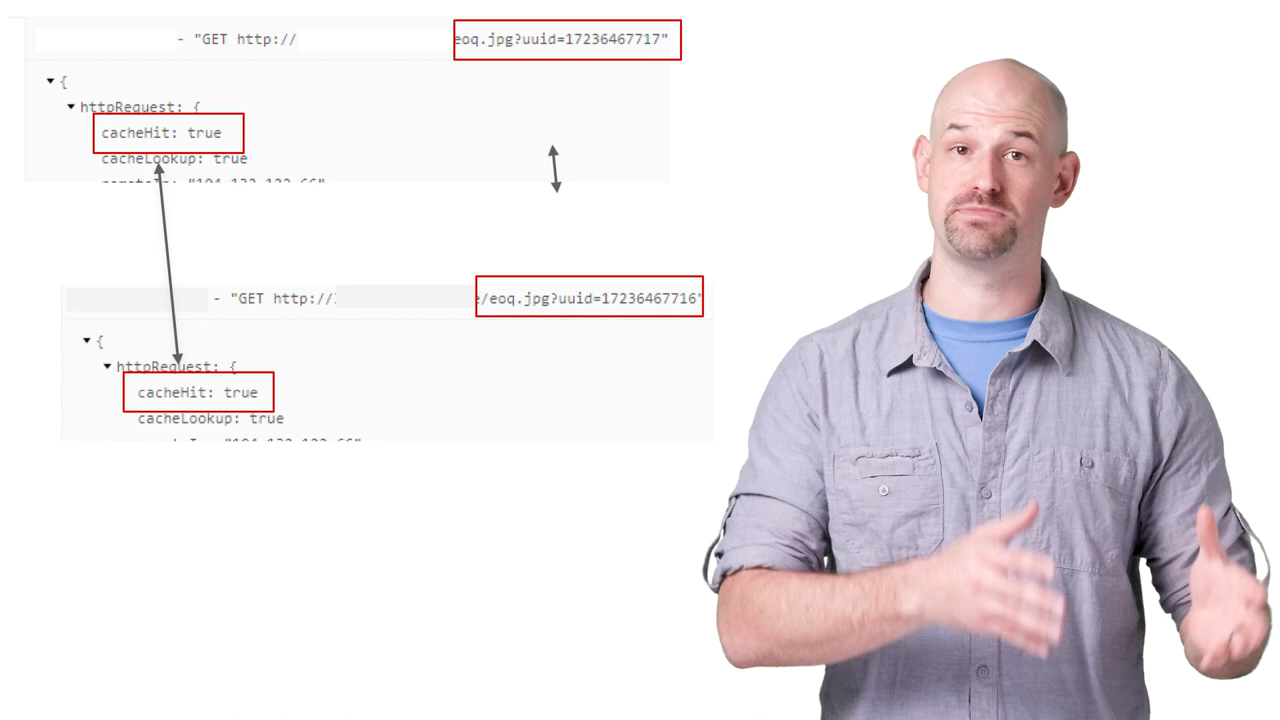 - "GET http:// eoq.jpg?uuid=17236467717"
{
httpRequest: {
cacheHit: true
cacheLookup: true
- "GET http:// e/eoq.jpg?uuid=17236467716"
{
httpRequest: {
cacheHit: true
cacheLookup: true